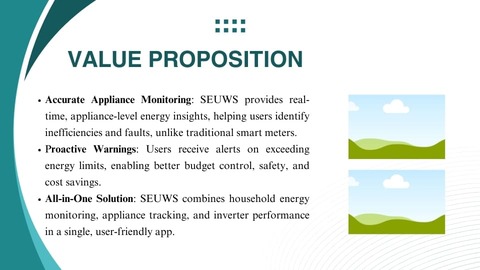 VALUE PROPOSITION
• Accurate Appliance Monitoring: SEUWS provides real-
time, appliance-level energy insights, helping users identify
inefficiencies and faults, unlike traditional smart meters.
• Proactive Warnings: Users receive alerts on exceeding
energy limits, enabling better budget control, safety, and
cost savings.
• All-in-One Solution: SEUWS combines household energy
monitoring, appliance tracking, and inverter performance
in a single, user-friendly app.